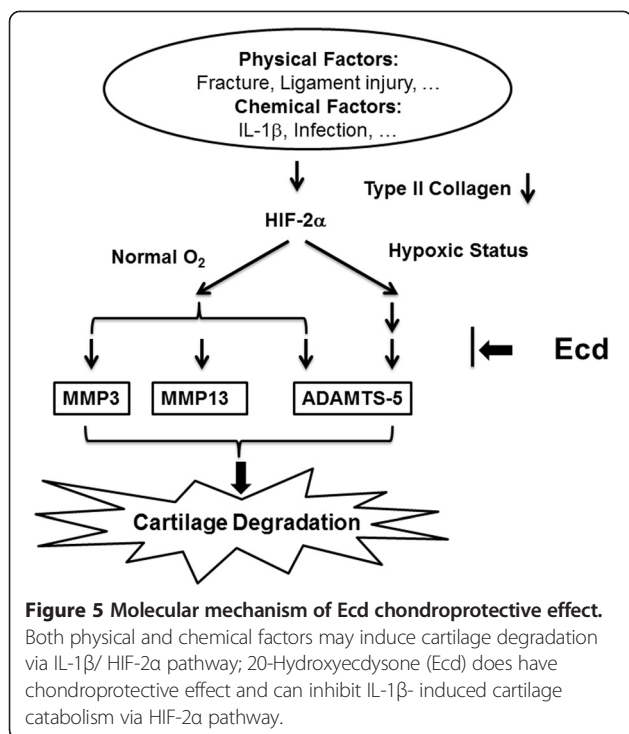 Physical Factors:
Fracture, Ligament injury, …
Chemical Factors:
IL-1β, Infection, …
Type II Collagen
HIF-2α
Normal O₂
Hypoxic Status
Ecd
MMP3
MMP13
ADAMTS-5
Cartilage Degradation
Figure 5 Molecular mechanism of Ecd chondroprotective effect.
Both physical and chemical factors may induce cartilage degradation
via IL-1β/ HIF-2α pathway; 20-Hydroxyecdysone (Ecd) does have
chondroprotective effect and can inhibit IL-1β- induced cartilage
catabolism via HIF-2α pathway.